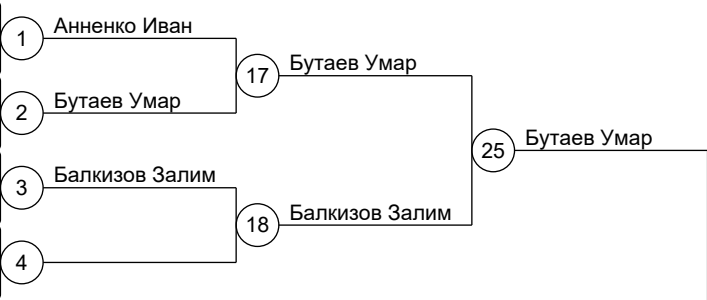 1 Анненко Иван
17 Бутаев Умар
2 Бутаев Умар
25 Бутаев Умар
3 Балкизов Залим
18 Балкизов Залим
4